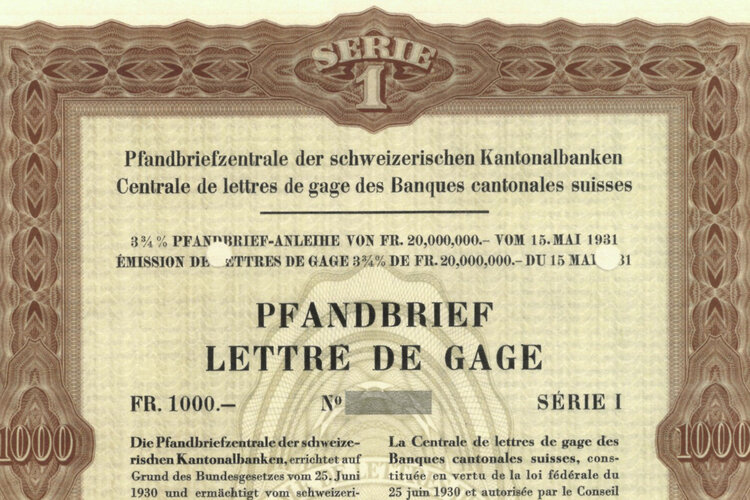 SERIE
1
Pfandbriefzentrale der schweizerischen Kantonalbanken
Centrale de lettres de gage des Banques cantonales suisses
3¾% PFANDBRIEF-ANLEIHE VON FR. 20,000,000.– VOM 15. MAI 1931
ÉMISSION DE LETTRES DE GAGE 3¾% DE FR. 20,000,000.– DU 15 MAI 1931
PFANDBRIEF
LETTRE DE GAGE
FR. 1000.– Nº SÉRIE I
1000
1000
Die Pfandbriefzentrale der schweize-
rischen Kantonalbanken, errichtet auf
Grund des Bundesgesetzes vom 25. Juni
1930 und ermächtigt vom schweizeri-
La Centrale de lettres de gage des
Banques cantonales suisses, cons-
tituée en vertu de la loi fédérale du
25 juin 1930 et autorisée par le Conseil